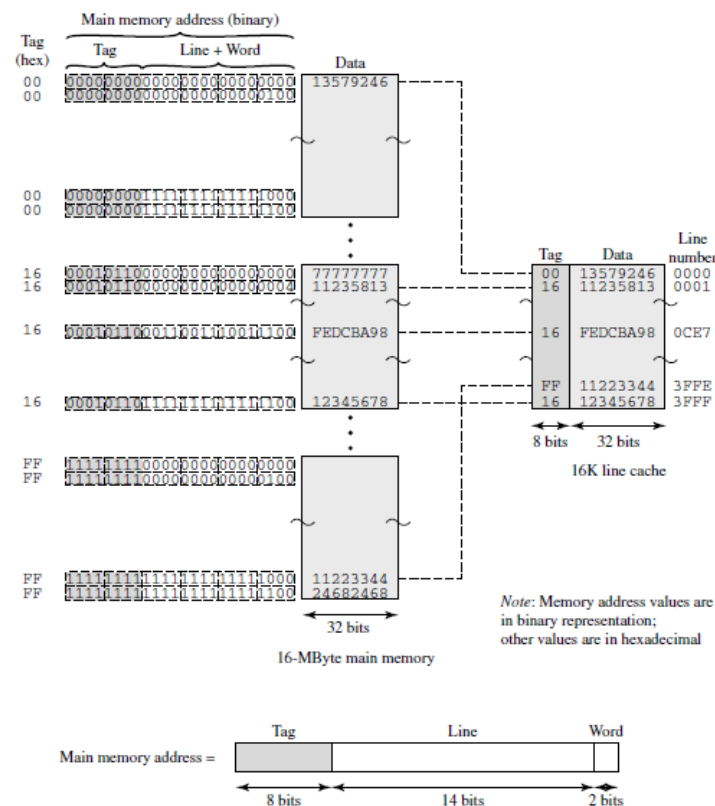 Main memory address (binary)
Tag
(hex)
Tag
Line + Word
Data
00 000000000000000000000000 13579246
00 000000000000000000000100
00 000000001111111111111000
00 000000001111111111111100
16 000101100000000000000000 77777777
16 000101100000000000000004 11235813
16 000101100011001110011100 FEDCBA98
16 000101101111111111111100 12345678
FF 111111110000000000000000
FF 111111110000000000000100
FF 111111111111111111111000 11223344
FF 111111111111111111111100 24682468
32 bits
16-MByte main memory
Tag Data Line number
00 13579246 0000
16 11235813 0001
16 FEDCBA98 0CE7
FF 11223344 3FFE
16 12345678 3FFF
8 bits 32 bits
16K line cache
Note: Memory address values are
in binary representation;
other values are in hexadecimal
Tag Line Word
Main memory address =
8 bits 14 bits 2 bits